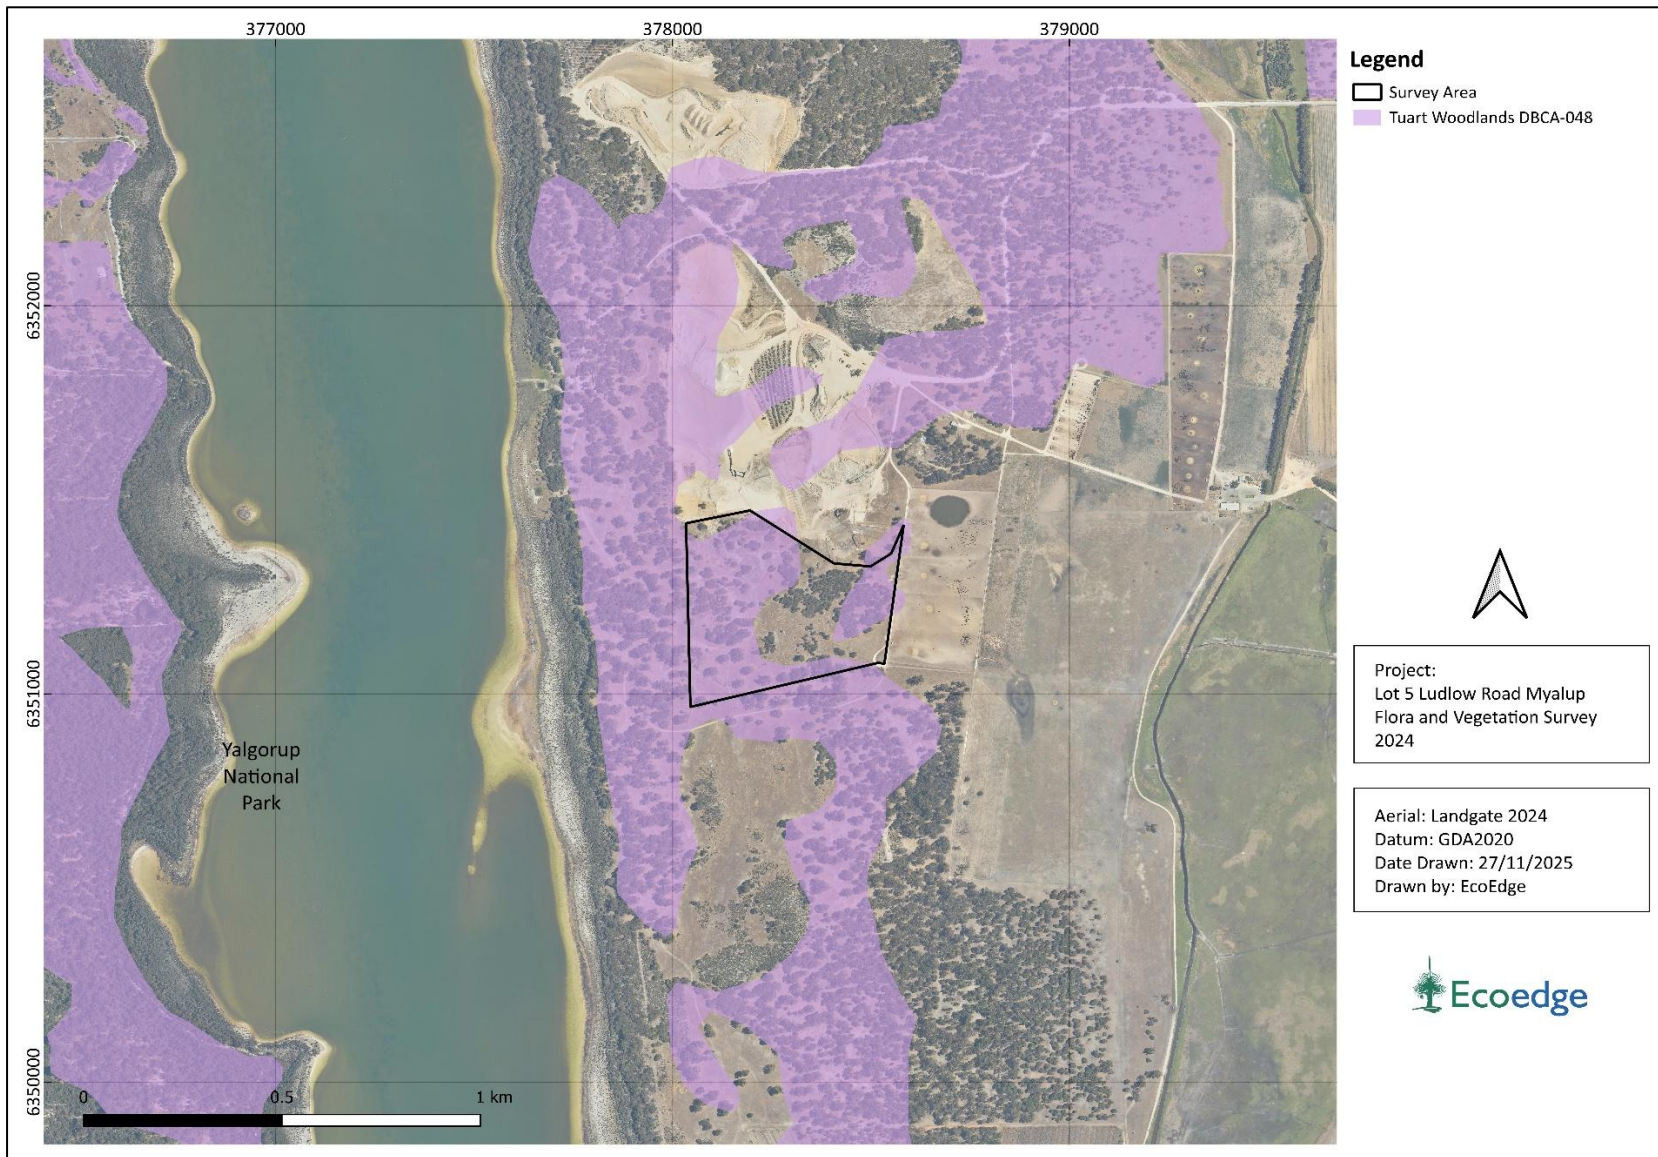 377000
378000
379000
6352000
6351000
6350000
Yalgorup
National
Park
0
0.5
1 km
Legend
Survey Area
Tuart Woodlands DBCA-048
Project:
Lot 5 Ludlow Road Myalup
Flora and Vegetation Survey
2024
Aerial: Landgate 2024
Datum: GDA2020
Date Drawn: 27/11/2025
Drawn by: EcoEdge
Ecoedge